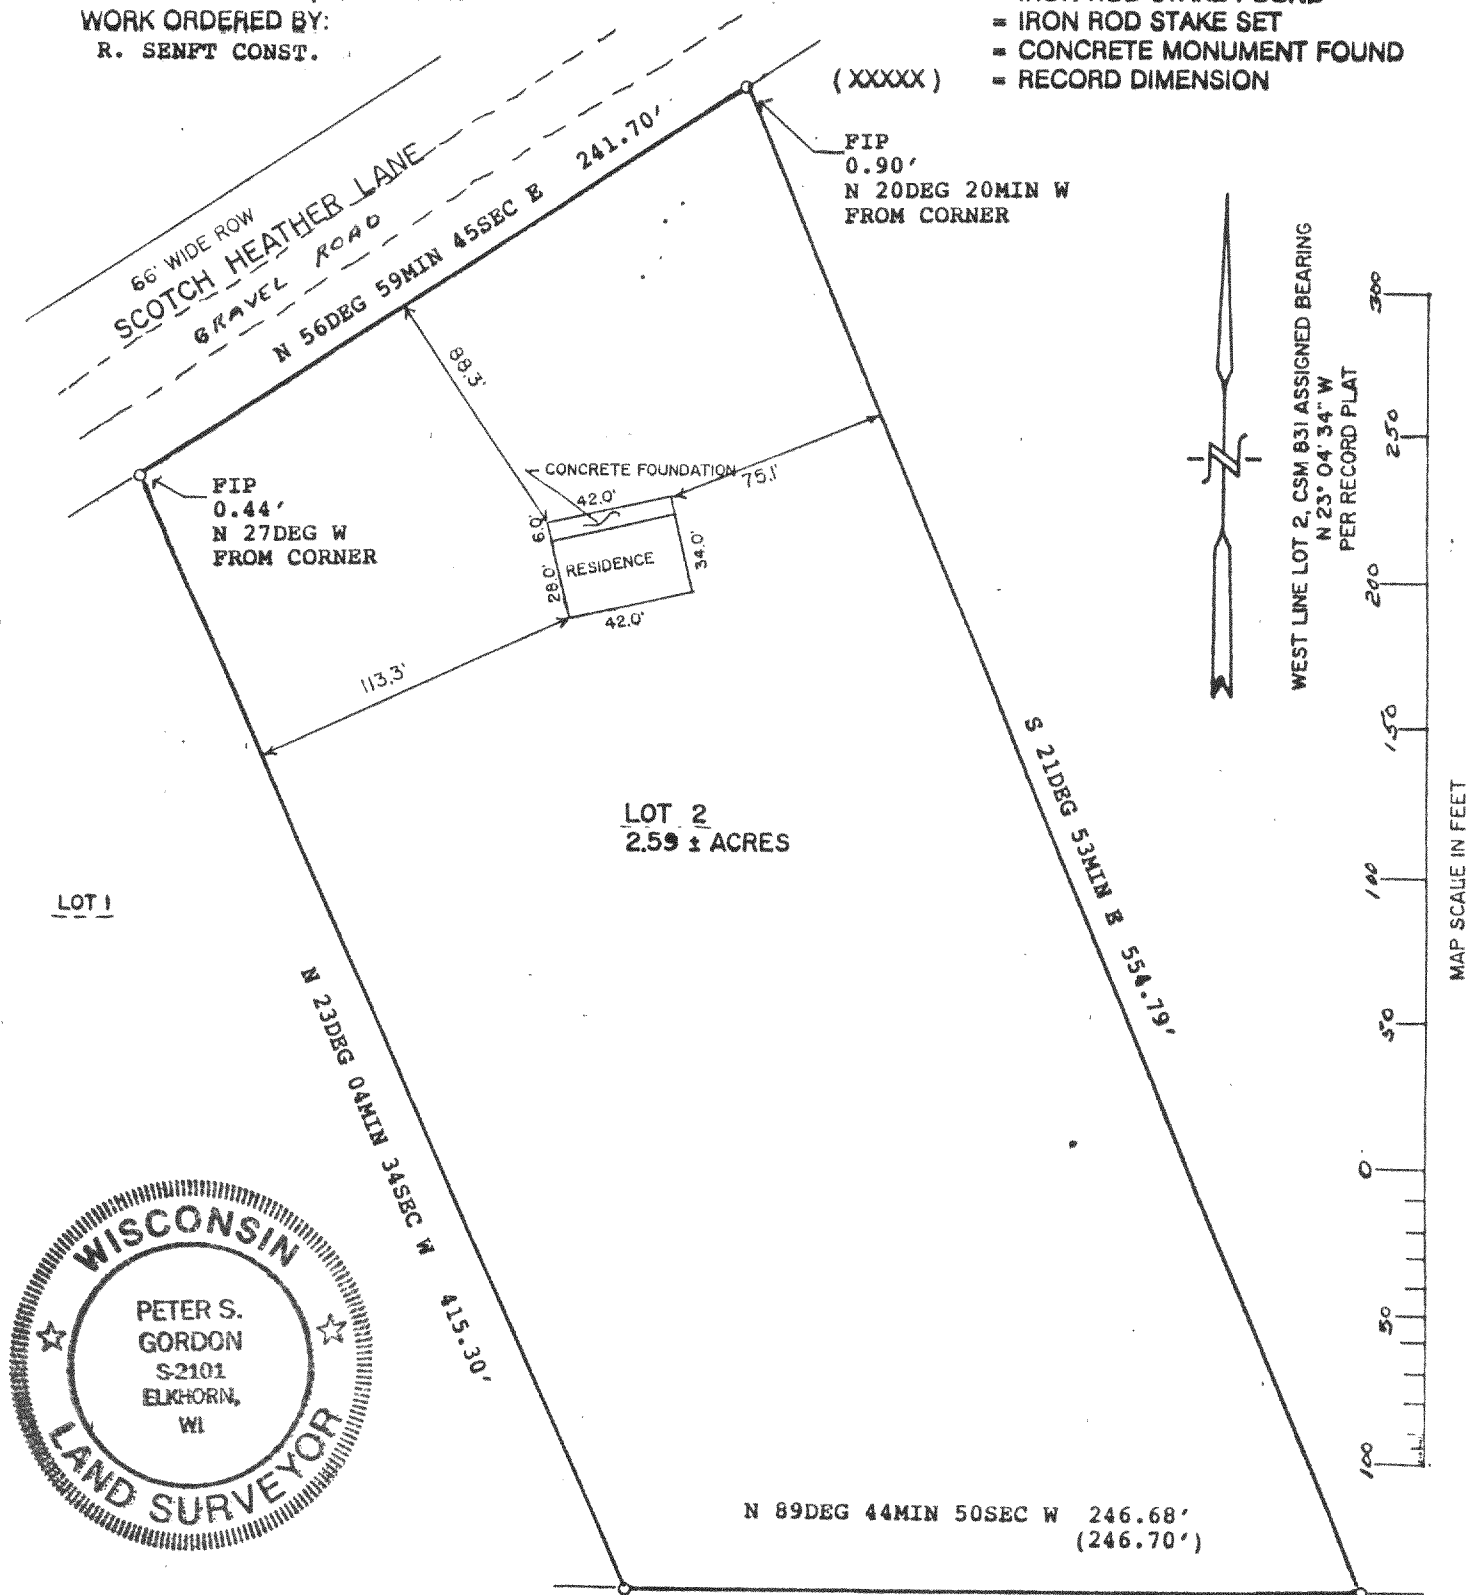 WORK ORDERED BY:
R. SENFT CONST.
= IRON ROD STAKE SET
= CONCRETE MONUMENT FOUND
(XXXXX) = RECORD DIMENSION
FIP
0.90'
N 20DEG 20MIN W
FROM CORNER
66' WIDE ROW
SCOTCH HEATHER LANE
GRAVEL ROAD
N 56DEG 59MIN 45SEC E 241.70'
88.3'
FIP
0.44'
N 27DEG W
FROM CORNER
CONCRETE FOUNDATION
42.0'
75.1'
6.0'
RESIDENCE
28.0'
34.0'
42.0'
113.3'
WEST LINE LOT 2, CSM 831 ASSIGNED BEARING
N 23° 04' 34" W
PER RECORD PLAT
N
300
250
200
150
100
50
0
50
100
MAP SCALE IN FEET
LOT 2
2.59 ± ACRES
LOT 1
S 21DEG 53MIN E 554.79'
N 23DEG 04MIN 34SEC W 415.30'
WISCONSIN
PETER S.
GORDON
S-2101
ELKHORN,
WI
LAND SURVEYOR
N 89DEG 44MIN 50SEC W 246.68'
(246.70')